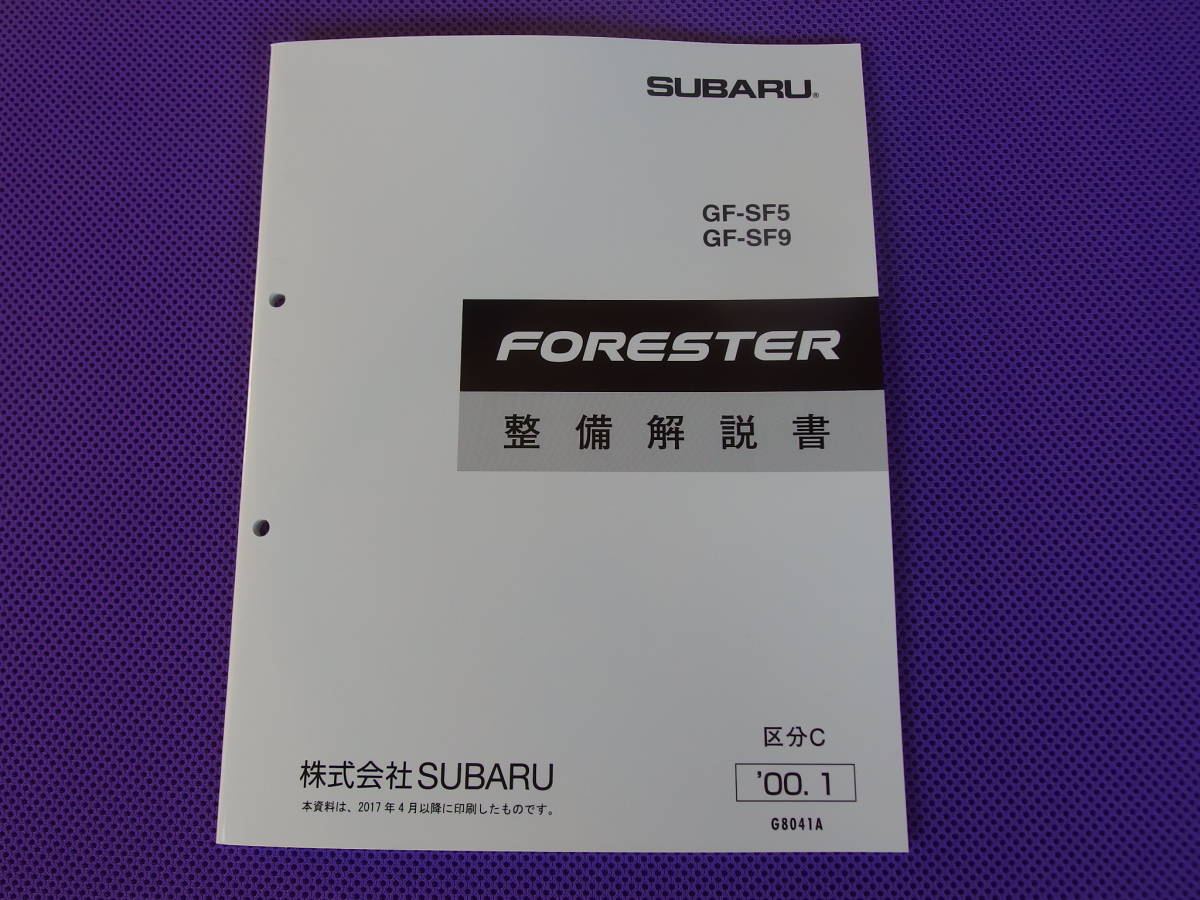 SUBARU®
GF-SF5
GF-SF9
FORESTER
整備解説書
区分C
'00.1
G8041A
株式会社SUBARU
本資料は、2017年4月以降に印刷したものです。